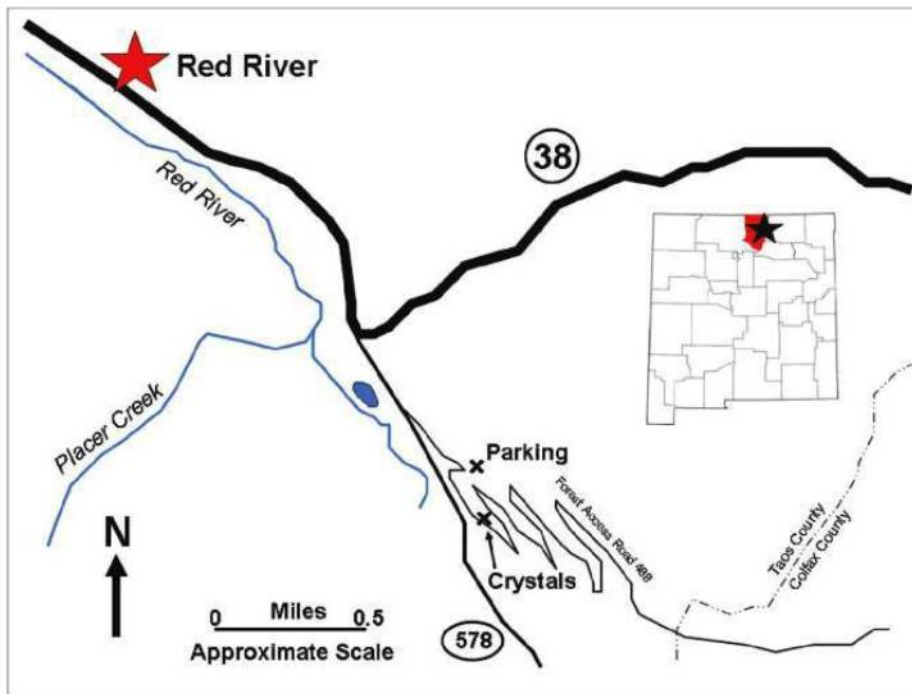 Red River
38
Red River
Placer Creek
Parking
Forest Access Road 488
Taos County
Colfax County
N
Crystals
0 Miles 0.5
Approximate Scale
578